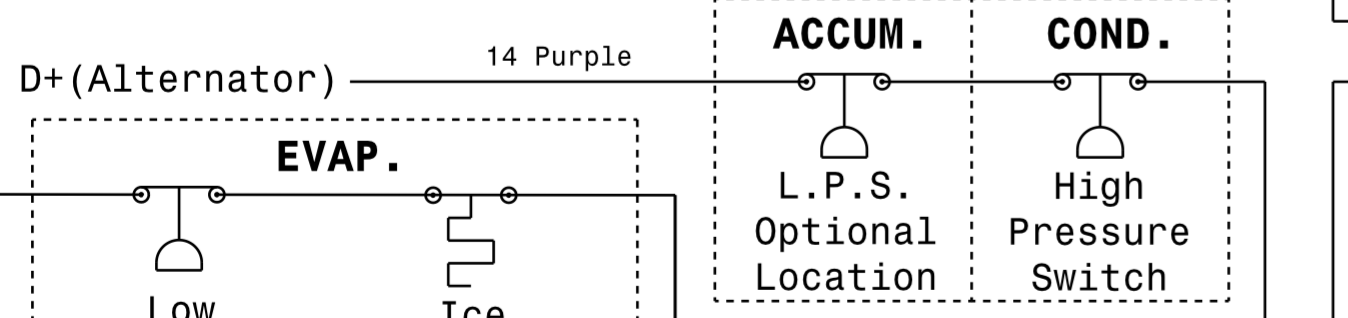 ACCUM.
COND.
14 Purple
D+(Alternator)
EVAP.
L.P.S.
Optional
Location
High
Pressure
Switch
Low
Ice